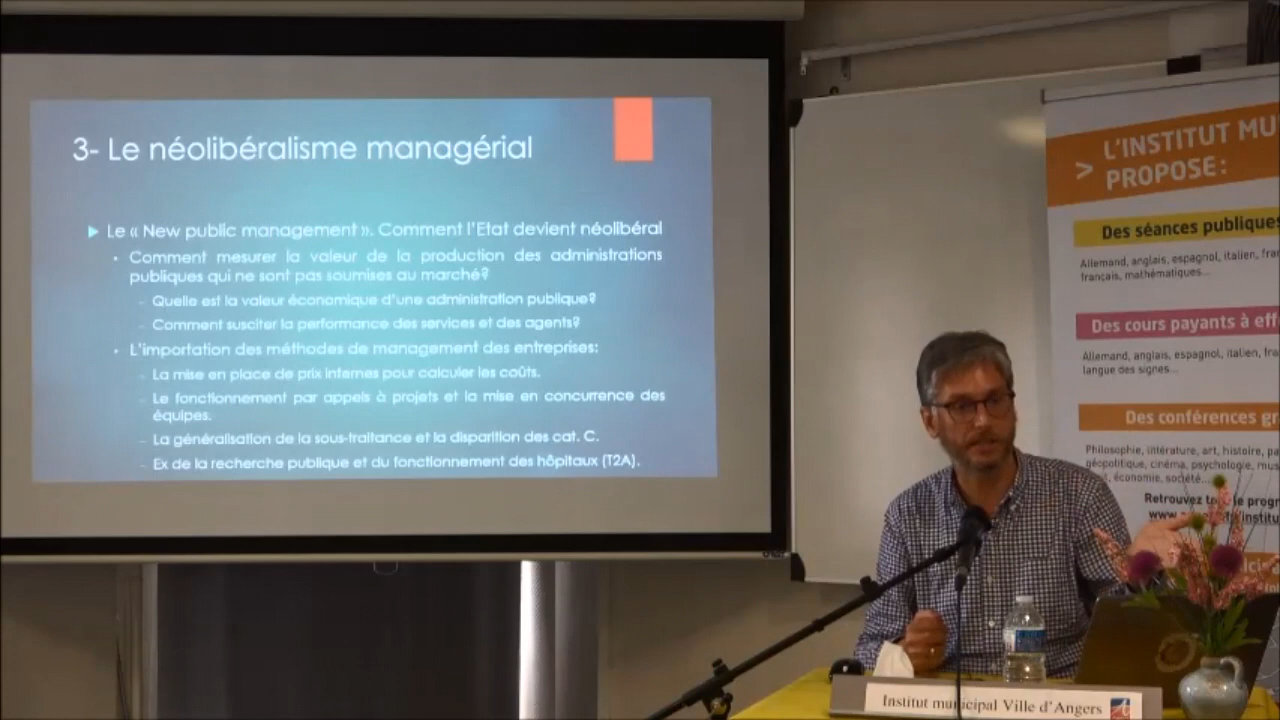 3- Le néolibéralisme managérial
Le « New public management ». Comment l'Etat devient néolibéral
Comment mesurer la valeur de la production des administrations
publiques qui ne sont pas soumises au marché?
Quelle est la valeur économique d'une administration publique?
Comment susciter la performance des services et des agents?
L'importation des méthodes de management des entreprises:
La mise en place de prix internes pour calculer les coûts.
Le fonctionnement par appels à projets et la mise en concurrence des
équipes.
La généralisation de la sous-traitance et la disparition des cat. C.
Ex de la recherche publique et du fonctionnement des hôpitaux (T2A).
> L'INSTITUT MU
PROPOSE :
Des séances publiques
Allemand, anglais, espagnol, italien, fra
français, mathématiques...
Des cours payants à eff
Allemand, anglais, espagnol, italien, fra
langue des signes...
Des conférences gr
Philosophie, littérature, art, histoire, pa
géopolitique, cinéma, psychologie, mus
économie, société...
Retrouvez le progr
www.
Institut municipal Ville d'Angers